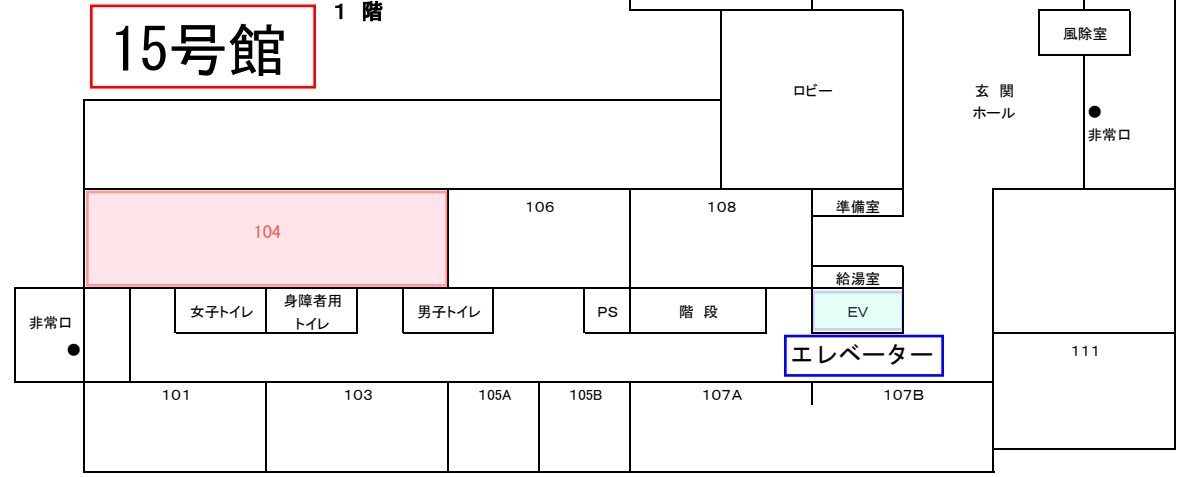 1 階
15号館
風除室
ロビー
玄 関
ホール
非常口
104
106
108
準備室
給湯室
非常口
女子トイレ
身障者用
トイレ
男子トイレ
PS
階 段
EV
エレベーター
111
101
103
105A
105B
107A
107B